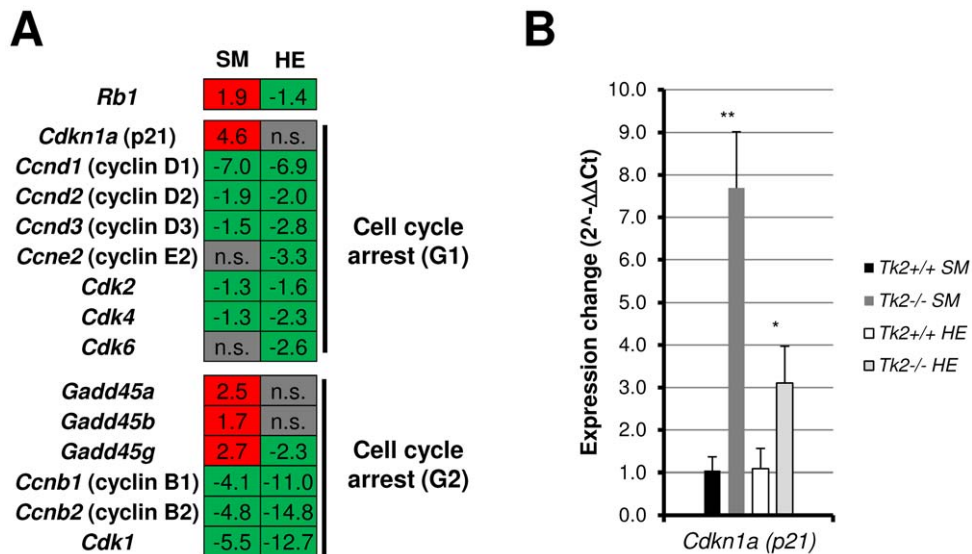 A
SM HE
Rb1 1.9 -1.4
Cdkn1a (p21) 4.6 n.s.
Ccnd1 (cyclin D1) -7.0 -6.9
Ccnd2 (cyclin D2) -1.9 -2.0
Ccnd3 (cyclin D3) -1.5 -2.8
Ccne2 (cyclin E2) n.s. -3.3
Cdk2 -1.3 -1.6
Cdk4 -1.3 -2.3
Cdk6 n.s. -2.6
Cell cycle
arrest (G1)
Gadd45a 2.5 n.s.
Gadd45b 1.7 n.s.
Gadd45g 2.7 -2.3
Ccnb1 (cyclin B1) -4.1 -11.0
Ccnb2 (cyclin B2) -4.8 -14.8
Cdk1 -5.5 -12.7
Cell cycle
arrest (G2)
B
Expression change (2^-ΔΔCt)
10.0
9.0
8.0
7.0
6.0
5.0
4.0
3.0
2.0
1.0
0.0
**
*
Cdkn1a (p21)
Tk2+/+ SM
Tk2-/- SM
Tk2+/+ HE
Tk2-/- HE